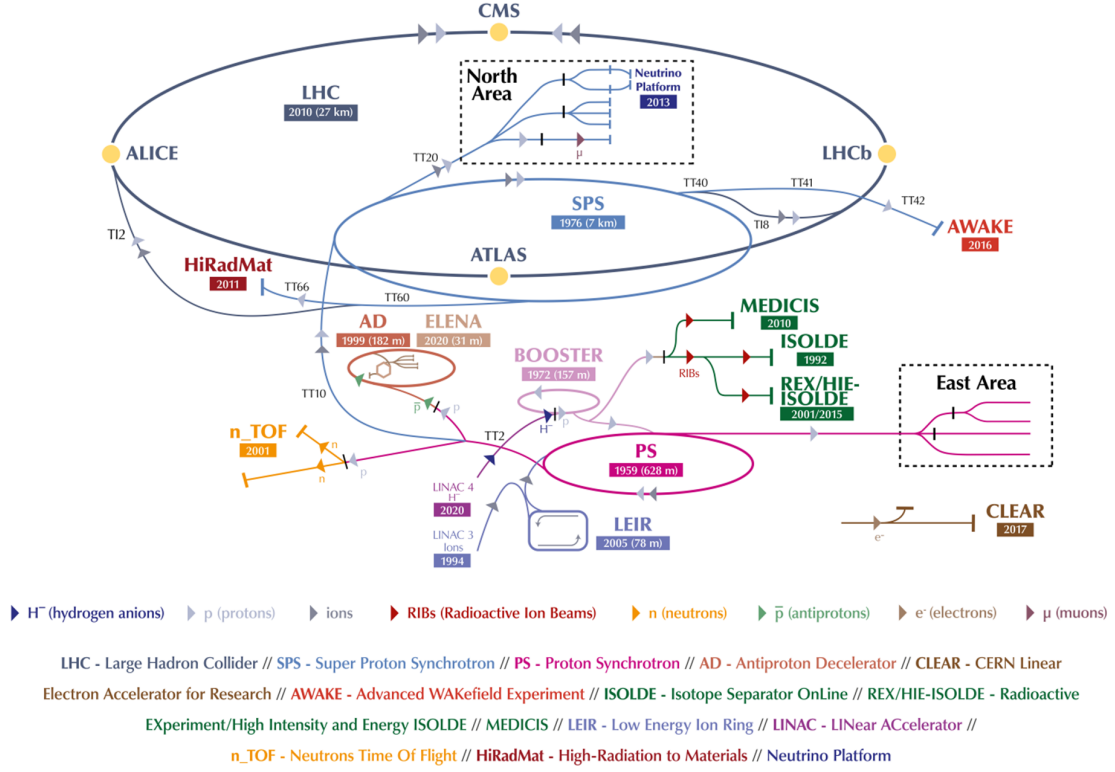 CMS
North
Area
Neutrino
Platform
2013
LHC
2010 (27 km)
ALICE
LHCb
TT20
μ
TT40
TT41
TT42
SPS
1976 (7 km)
TI8
AWAKE
2016
TI2
ATLAS
HiRadMat
2011
TT66
TT60
AD
1999 (182 m)
ELENA
2020 (31 m)
MEDICIS
2010
BOOSTER
1972 (157 m)
ISOLDE
1992
RIBs
REX/HIE-
ISOLDE
2001/2015
East Area
TT10
p̅
p
H⁻
p
n_TOF
2001
n
n
p
TT2
PS
1959 (628 m)
LINAC 4
H⁻
2020
LINAC 3
Ions
1994
LEIR
2005 (78 m)
CLEAR
2017
e⁻
H⁻ (hydrogen anions)
p (protons)
ions
RIBs (Radioactive Ion Beams)
n (neutrons)
p̅ (antiprotons)
e⁻ (electrons)
μ (muons)
LHC - Large Hadron Collider // SPS - Super Proton Synchrotron // PS - Proton Synchrotron // AD - Antiproton Decelerator // CLEAR - CERN Linear
Electron Accelerator for Research // AWAKE - Advanced WAKefield Experiment // ISOLDE - Isotope Separator OnLine // REX/HIE-ISOLDE - Radioactive
EXperiment/High Intensity and Energy ISOLDE // MEDICIS // LEIR - Low Energy Ion Ring // LINAC - LINear ACcelerator //
n_TOF - Neutrons Time Of Flight // HiRadMat - High-Radiation to Materials // Neutrino Platform